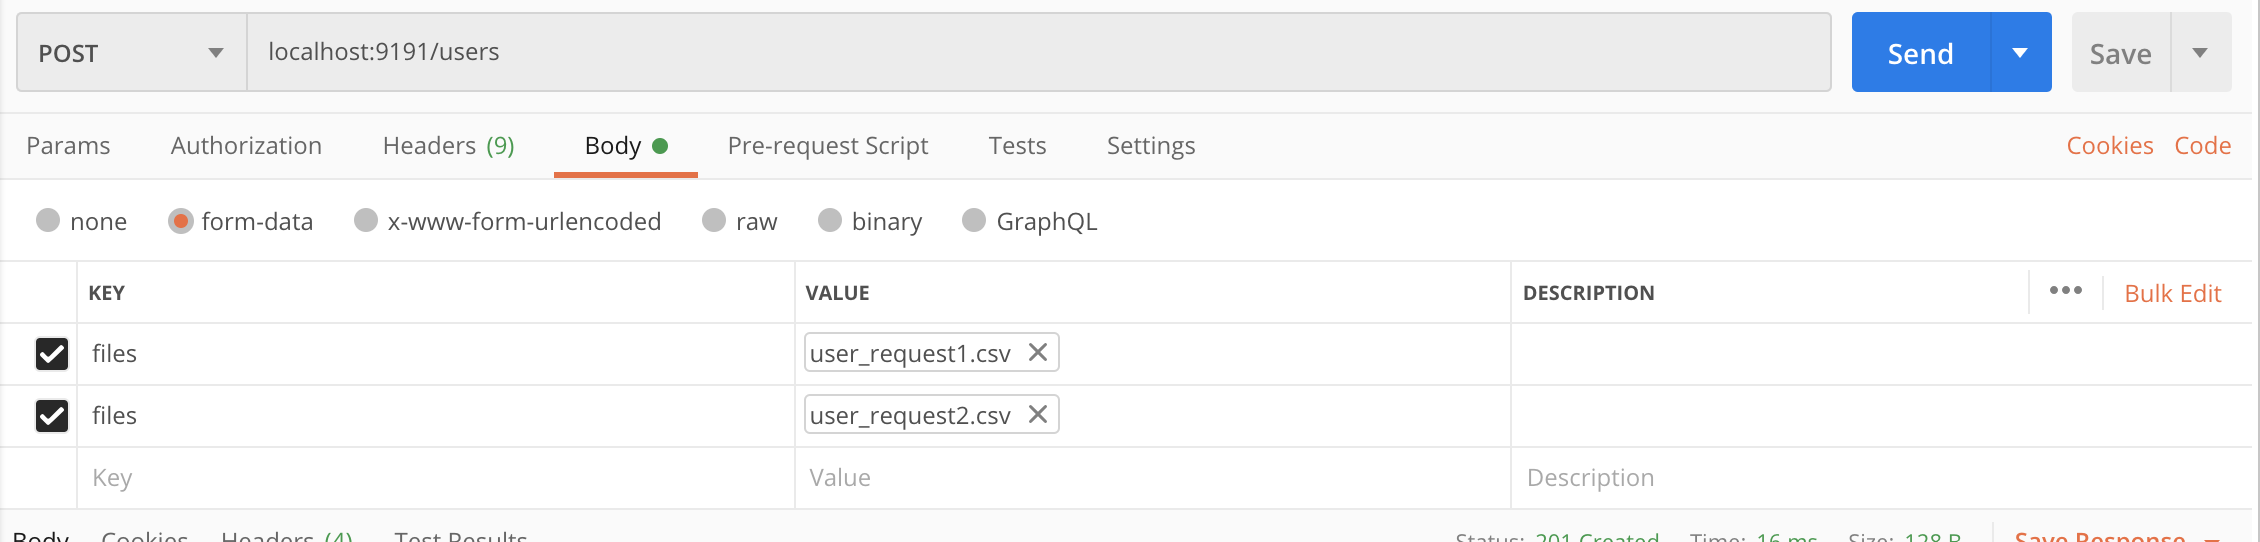 POST localhost:9191/users Send Save
Params Authorization Headers (9) Body Pre-request Script Tests Settings Cookies Code
none form-data x-www-form-urlencoded raw binary GraphQL
KEY VALUE DESCRIPTION ••• Bulk Edit
files user_request1.csv
files user_request2.csv
Key Value Description
Body Cookies Headers (4) Test Results Status: 201 Created Time: 16 ms Size: 128 B Save Response